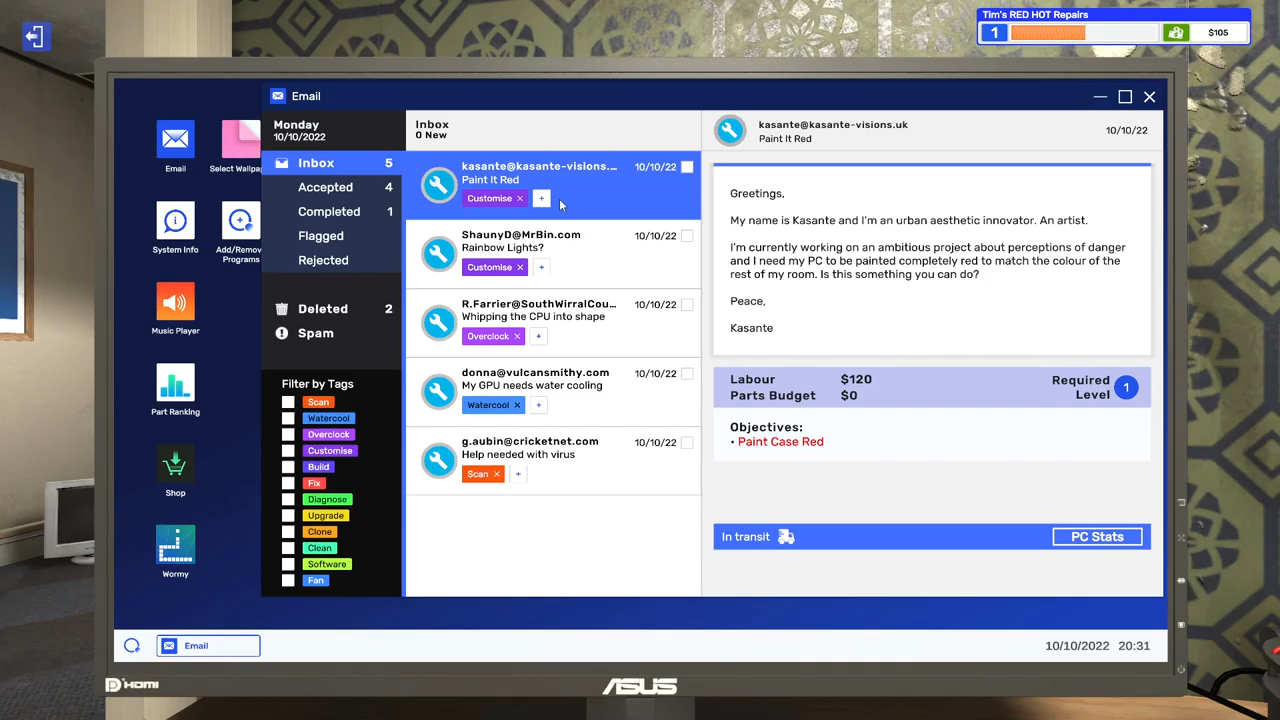 Tim's RED HOT Repairs
1
$105
Email
Select Wallpa
System Info
Add/Remov
Programs
Music Player
Part Ranking
Shop
Wormy
Email
Monday
10/10/2022
Inbox 5
Accepted 4
Completed 1
Flagged
Rejected
Deleted 2
Spam
Filter by Tags
Scan
Watercool
Overclock
Customise
Build
Fix
Diagnose
Upgrade
Clone
Clean
Software
Fan
Inbox
0 New
kasante@kasante-visions.... 10/10/22
Paint It Red
Customise × +
ShaunyD@MrBin.com 10/10/22
Rainbow Lights?
Customise × +
R.Farrier@SouthWirralCou... 10/10/22
Whipping the CPU into shape
Overclock × +
donna@vulcansmithy.com 10/10/22
My GPU needs water cooling
Watercool × +
g.aubin@cricketnet.com 10/10/22
Help needed with virus
Scan × +
kasante@kasante-visions.uk 10/10/22
Paint It Red
Greetings,
My name is Kasante and I'm an urban aesthetic innovator. An artist.
I'm currently working on an ambitious project about perceptions of danger
and I need my PC to be painted completely red to match the colour of the
rest of my room. Is this something you can do?
Peace,
Kasante
Labour $120
Parts Budget $0
Required
Level 1
Objectives:
• Paint Case Red
In transit
PC Stats
Email
10/10/2022 20:31
HDMI
ASUS